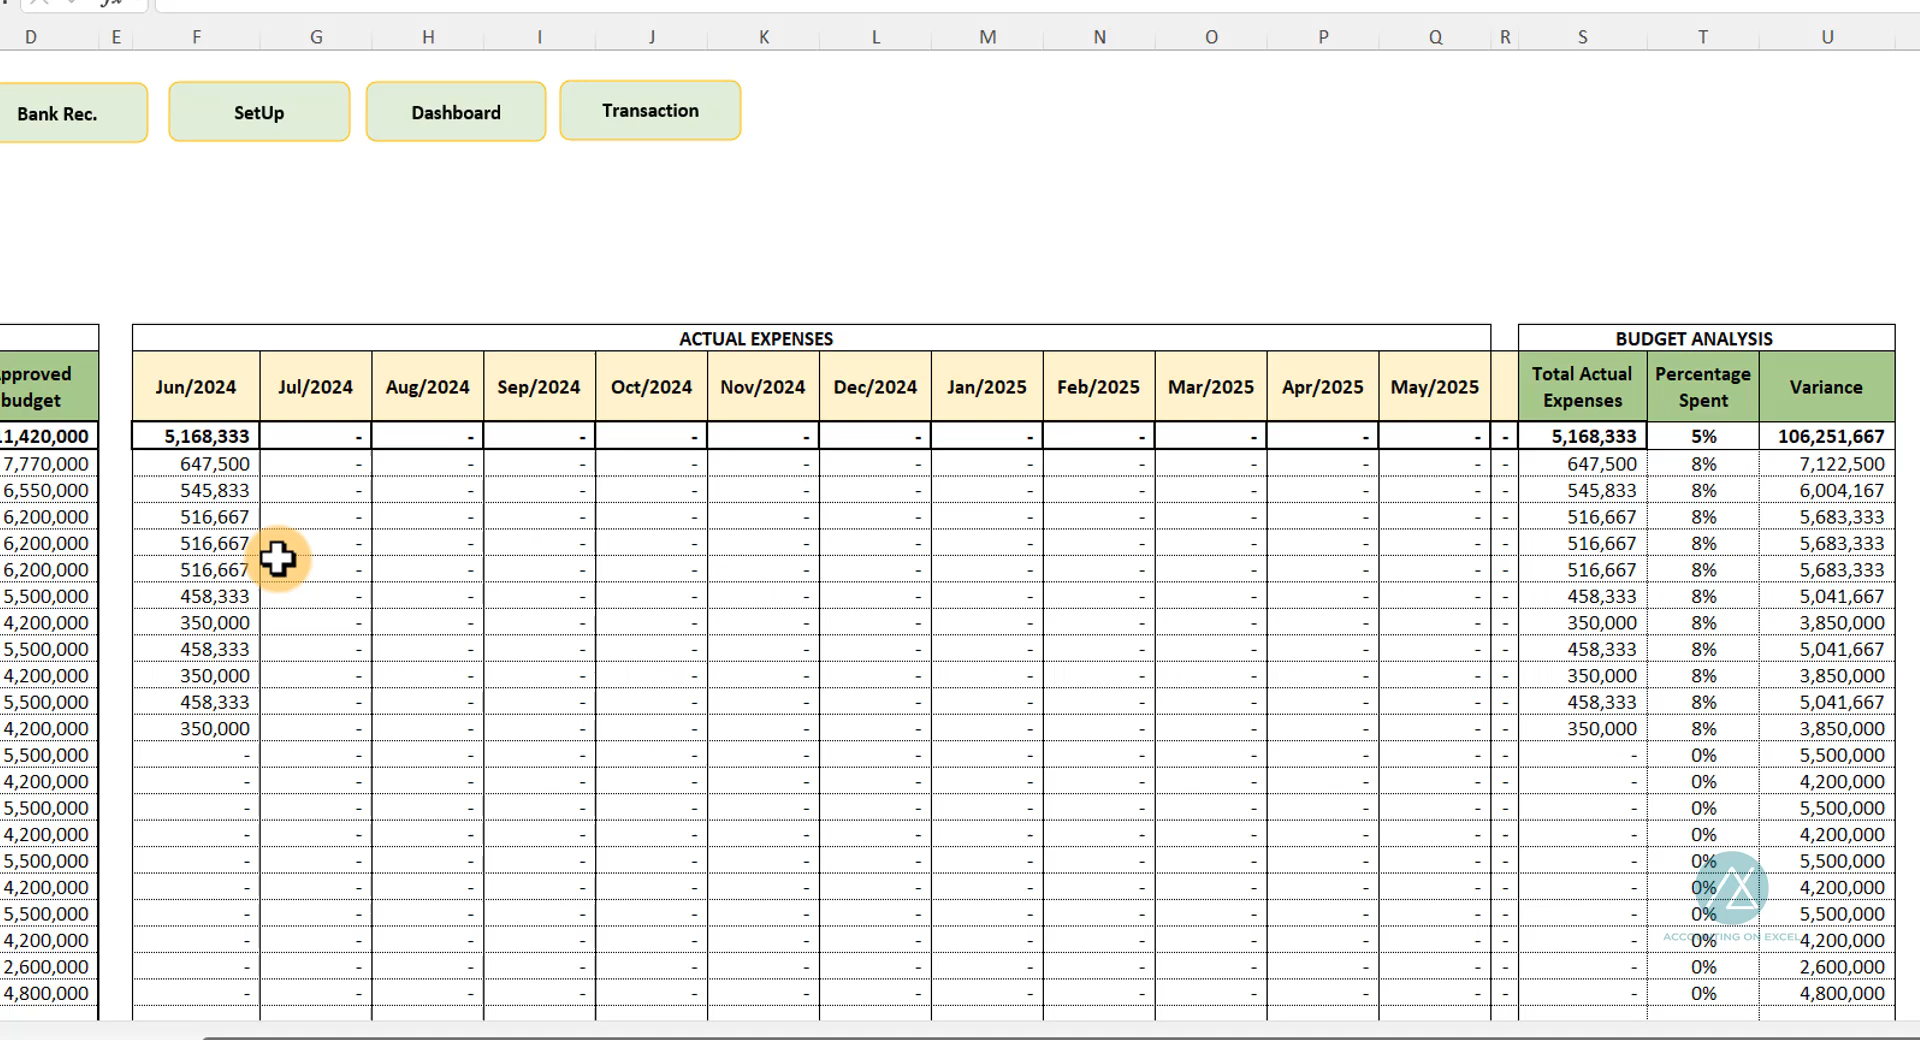 D E F G H I J K L M N O P Q R S T U
Bank Rec. SetUp Dashboard Transaction
ACTUAL EXPENSES BUDGET ANALYSIS
budget Jun/2024 Jul/2024 Aug/2024 Sep/2024 Oct/2024 Nov/2024 Dec/2024 Jan/2025 Feb/2025 Mar/2025 Apr/2025 May/2025 Total Actual Expenses Percentage Spent Variance
1,420,000 5,168,333 - - - - - - - - - - - - 5,168,333 5% 106,251,667
7,770,000 647,500 - - - - - - - - - - - - 647,500 8% 7,122,500
6,550,000 545,833 - - - - - - - - - - - - 545,833 8% 6,004,167
6,200,000 516,667 - - - - - - - - - - - - 516,667 8% 5,683,333
6,200,000 516,667 - - - - - - - - - - - - 516,667 8% 5,683,333
6,200,000 516,667 - - - - - - - - - - - - 516,667 8% 5,683,333
5,500,000 458,333 - - - - - - - - - - - - 458,333 8% 5,041,667
4,200,000 350,000 - - - - - - - - - - - - 350,000 8% 3,850,000
5,500,000 458,333 - - - - - - - - - - - - 458,333 8% 5,041,667
4,200,000 350,000 - - - - - - - - - - - - 350,000 8% 3,850,000
5,500,000 458,333 - - - - - - - - - - - - 458,333 8% 5,041,667
4,200,000 350,000 - - - - - - - - - - - - 350,000 8% 3,850,000
5,500,000 - - - - - - - - - - - - - - 0% 5,500,000
4,200,000 - - - - - - - - - - - - - - 0% 4,200,000
5,500,000 - - - - - - - - - - - - - - 0% 5,500,000
4,200,000 - - - - - - - - - - - - - - 0% 4,200,000
5,500,000 - - - - - - - - - - - - - - 0% 5,500,000
4,200,000 - - - - - - - - - - - - - - 0% 4,200,000
5,500,000 - - - - - - - - - - - - - - 0% 5,500,000
4,200,000 - - - - - - - - - - - - - - 0% 4,200,000
2,600,000 - - - - - - - - - - - - - - 0% 2,600,000
4,800,000 - - - - - - - - - - - - - - 0% 4,800,000